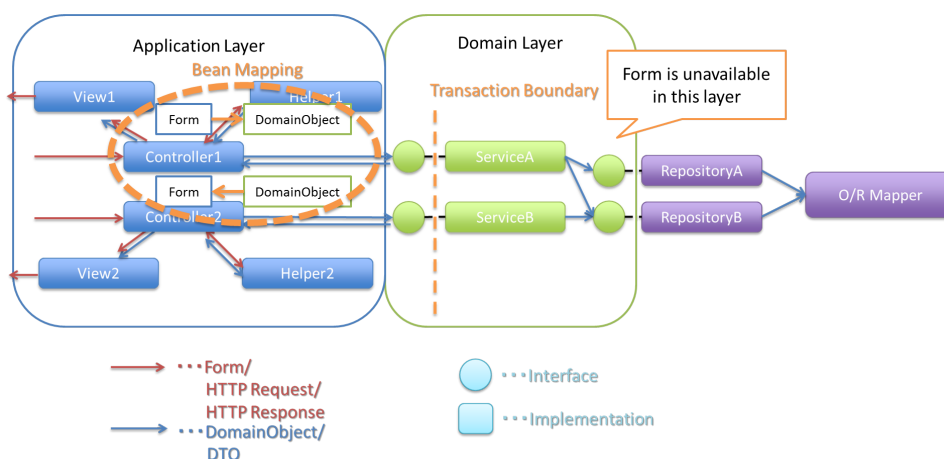 Application Layer
Domain Layer
Bean Mapping
Form is unavailable
in this layer
View1
Helper1
Transaction Boundary
Form
DomainObject
Controller1
ServiceA
RepositoryA
Form
DomainObject
O/R Mapper
Controller2
ServiceB
RepositoryB
View2
Helper2
・・・Form/
HTTP Request/
HTTP Response
・・・DomainObject/
DTO
・・・Interface
・・・Implementation